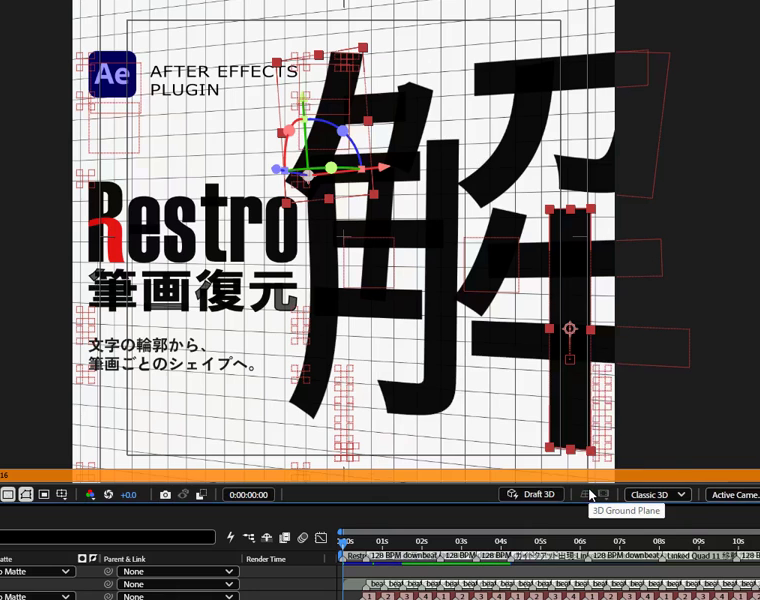 Ae
AFTER EFFECTS
PLUGIN
解
Restro
筆画復元
文字の輪郭から、
筆画ごとのシェイプへ。
16
+0.0
0:00:00:00
Draft 3D
Classic 3D
Active Came
3D Ground Plane
Parent & Link
Render Time
01s 02s 03s 04s 05s 06s 07s 08s 09s 10s
Matte
None
None
Matte
None